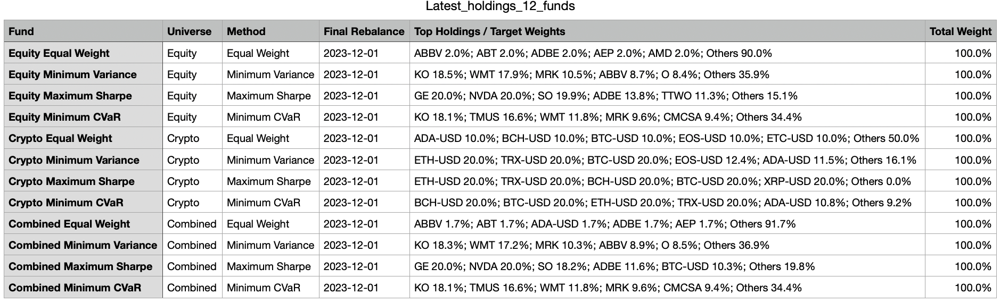 Latest_holdings_12_funds
Fund Universe Method Final Rebalance Top Holdings / Target Weights Total Weight
Equity Equal Weight Equity Equal Weight 2023-12-01 ABBV 2.0%; ABT 2.0%; ADBE 2.0%; AEP 2.0%; AMD 2.0%; Others 90.0% 100.0%
Equity Minimum Variance Equity Minimum Variance 2023-12-01 KO 18.5%; WMT 17.9%; MRK 10.5%; ABBV 8.7%; O 8.4%; Others 35.9% 100.0%
Equity Maximum Sharpe Equity Maximum Sharpe 2023-12-01 GE 20.0%; NVDA 20.0%; SO 19.9%; ADBE 13.8%; TTWO 11.3%; Others 15.1% 100.0%
Equity Minimum CVaR Equity Minimum CVaR 2023-12-01 KO 18.1%; TMUS 16.6%; WMT 11.8%; MRK 9.6%; CMCSA 9.4%; Others 34.4% 100.0%
Crypto Equal Weight Crypto Equal Weight 2023-12-01 ADA-USD 10.0%; BCH-USD 10.0%; BTC-USD 10.0%; EOS-USD 10.0%; ETC-USD 10.0%; Others 50.0% 100.0%
Crypto Minimum Variance Crypto Minimum Variance 2023-12-01 ETH-USD 20.0%; TRX-USD 20.0%; BTC-USD 20.0%; EOS-USD 12.4%; ADA-USD 11.5%; Others 16.1% 100.0%
Crypto Maximum Sharpe Crypto Maximum Sharpe 2023-12-01 ETH-USD 20.0%; TRX-USD 20.0%; BCH-USD 20.0%; BTC-USD 20.0%; XRP-USD 20.0%; Others 0.0% 100.0%
Crypto Minimum CVaR Crypto Minimum CVaR 2023-12-01 BCH-USD 20.0%; BTC-USD 20.0%; ETH-USD 20.0%; TRX-USD 20.0%; ADA-USD 10.8%; Others 9.2% 100.0%
Combined Equal Weight Combined Equal Weight 2023-12-01 ABBV 1.7%; ABT 1.7%; ADA-USD 1.7%; ADBE 1.7%; AEP 1.7%; Others 91.7% 100.0%
Combined Minimum Variance Combined Minimum Variance 2023-12-01 KO 18.3%; WMT 17.2%; MRK 10.3%; ABBV 8.9%; O 8.5%; Others 36.9% 100.0%
Combined Maximum Sharpe Combined Maximum Sharpe 2023-12-01 GE 20.0%; NVDA 20.0%; SO 18.2%; ADBE 11.6%; BTC-USD 10.3%; Others 19.8% 100.0%
Combined Minimum CVaR Combined Minimum CVaR 2023-12-01 KO 18.1%; TMUS 16.6%; WMT 11.8%; MRK 9.6%; CMCSA 9.4%; Others 34.4% 100.0%